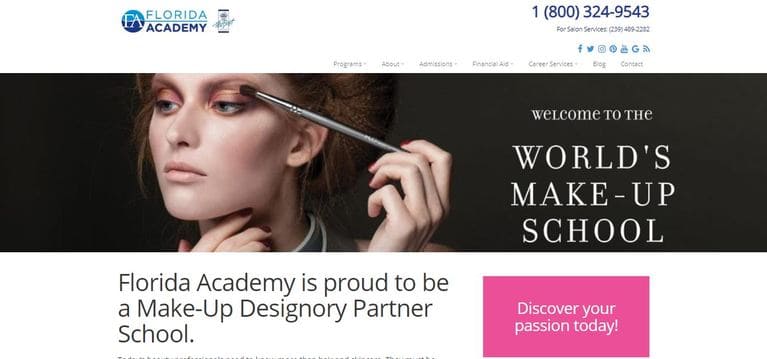 FA FLORIDA
ACADEMY
1 (800) 324-9543
For Salon Services: (239) 489-2282
Programs About Admissions Financial Aid Career Services Blog Contact
WELCOME TO THE
WORLD'S
MAKE-UP
SCHOOL
Florida Academy is proud to be
a Make-Up Designory Partner
School.
Discover your
passion today!